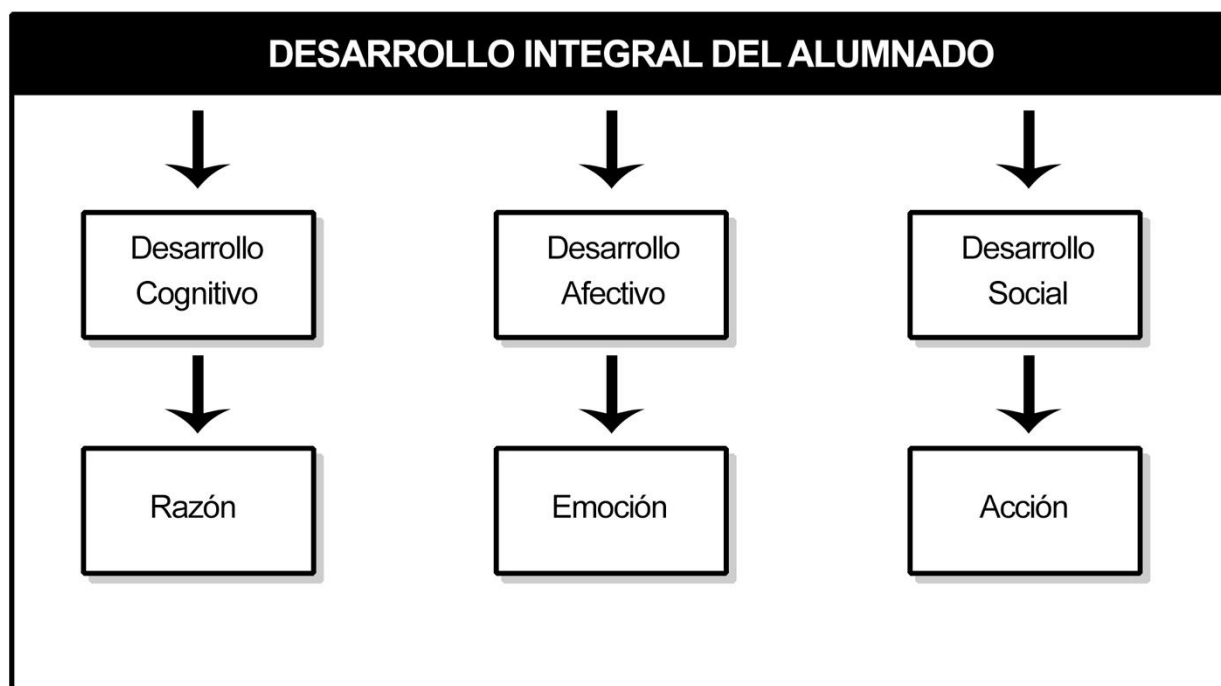 DESARROLLO INTEGRAL DEL ALUMNADO
Desarrollo
Cognitivo
Desarrollo
Afectivo
Desarrollo
Social
Razón
Emoción
Acción